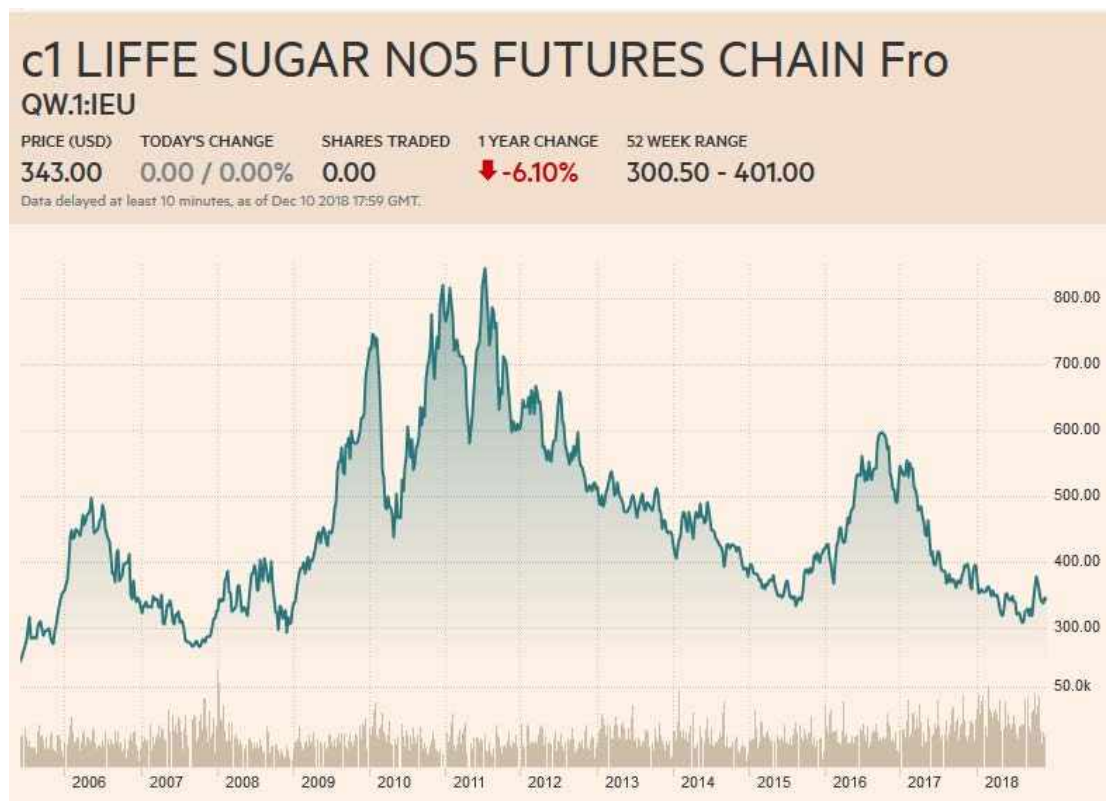 c1 LIFFE SUGAR NO5 FUTURES CHAIN Fro
QW.1:IEU
PRICE (USD) TODAY'S CHANGE SHARES TRADED 1 YEAR CHANGE 52 WEEK RANGE
343.00 0.00 / 0.00% 0.00 -6.10% 300.50 - 401.00
Data delayed at least 10 minutes, as of Dec 10 2018 17:59 GMT.
800.00
700.00
600.00
500.00
400.00
300.00
50.0k
2006 2007 2008 2009 2010 2011 2012 2013 2014 2015 2016 2017 2018